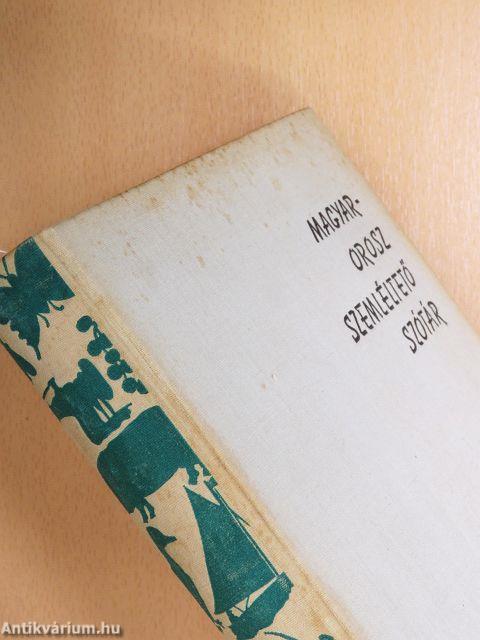 MAGYAR-
OROSZ
SZEMLÉLTETŐ
SZÓTÁR
Antikvárium.hu